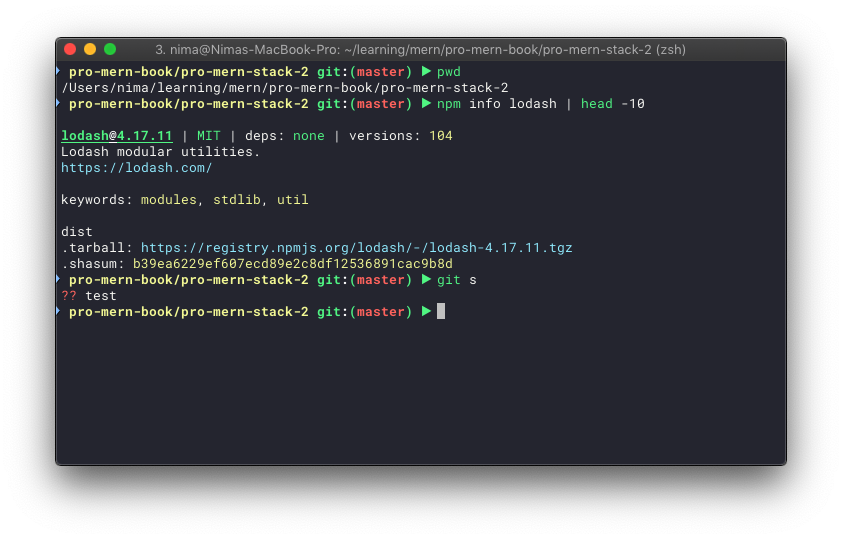 3. nima@Nimas-MacBook-Pro: ~/learning/mern/pro-mern-book/pro-mern-stack-2 (zsh)
pro-mern-book/pro-mern-stack-2 git:(master) ▶ pwd
/Users/nima/learning/mern/pro-mern-book/pro-mern-stack-2
pro-mern-book/pro-mern-stack-2 git:(master) ▶ npm info lodash | head -10
lodash@4.17.11 | MIT | deps: none | versions: 104
Lodash modular utilities.
https://lodash.com/
keywords: modules, stdlib, util
dist
.tarball: https://registry.npmjs.org/lodash/-/lodash-4.17.11.tgz
.shasum: b39ea6229ef607ecd89e2c8df12536891cac9b8d
pro-mern-book/pro-mern-stack-2 git:(master) ▶ git s
?? test
pro-mern-book/pro-mern-stack-2 git:(master) ▶